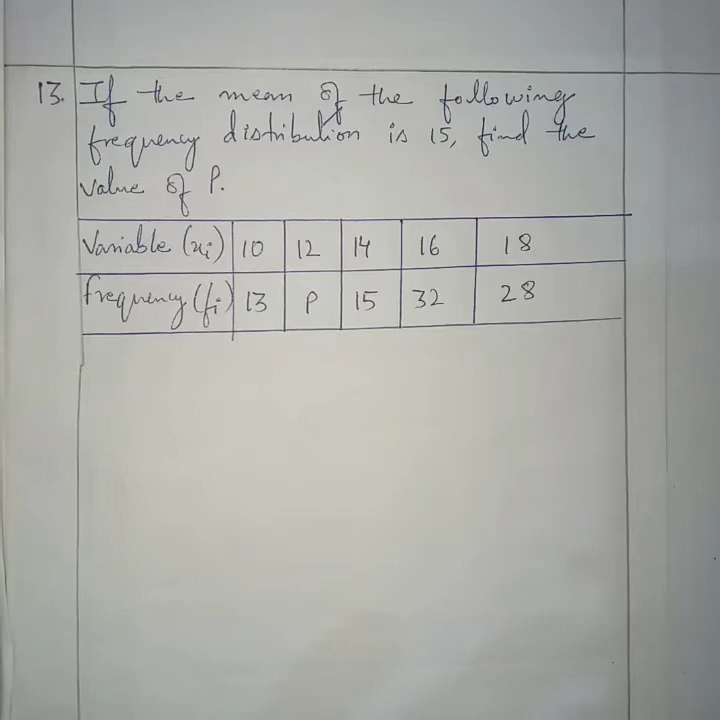 13. If the mean of the following
frequency distribution is 15, find the
value of P.
Variable (xi) 10 12 14 16 18
frequency (fi) 13 P 15 32 28